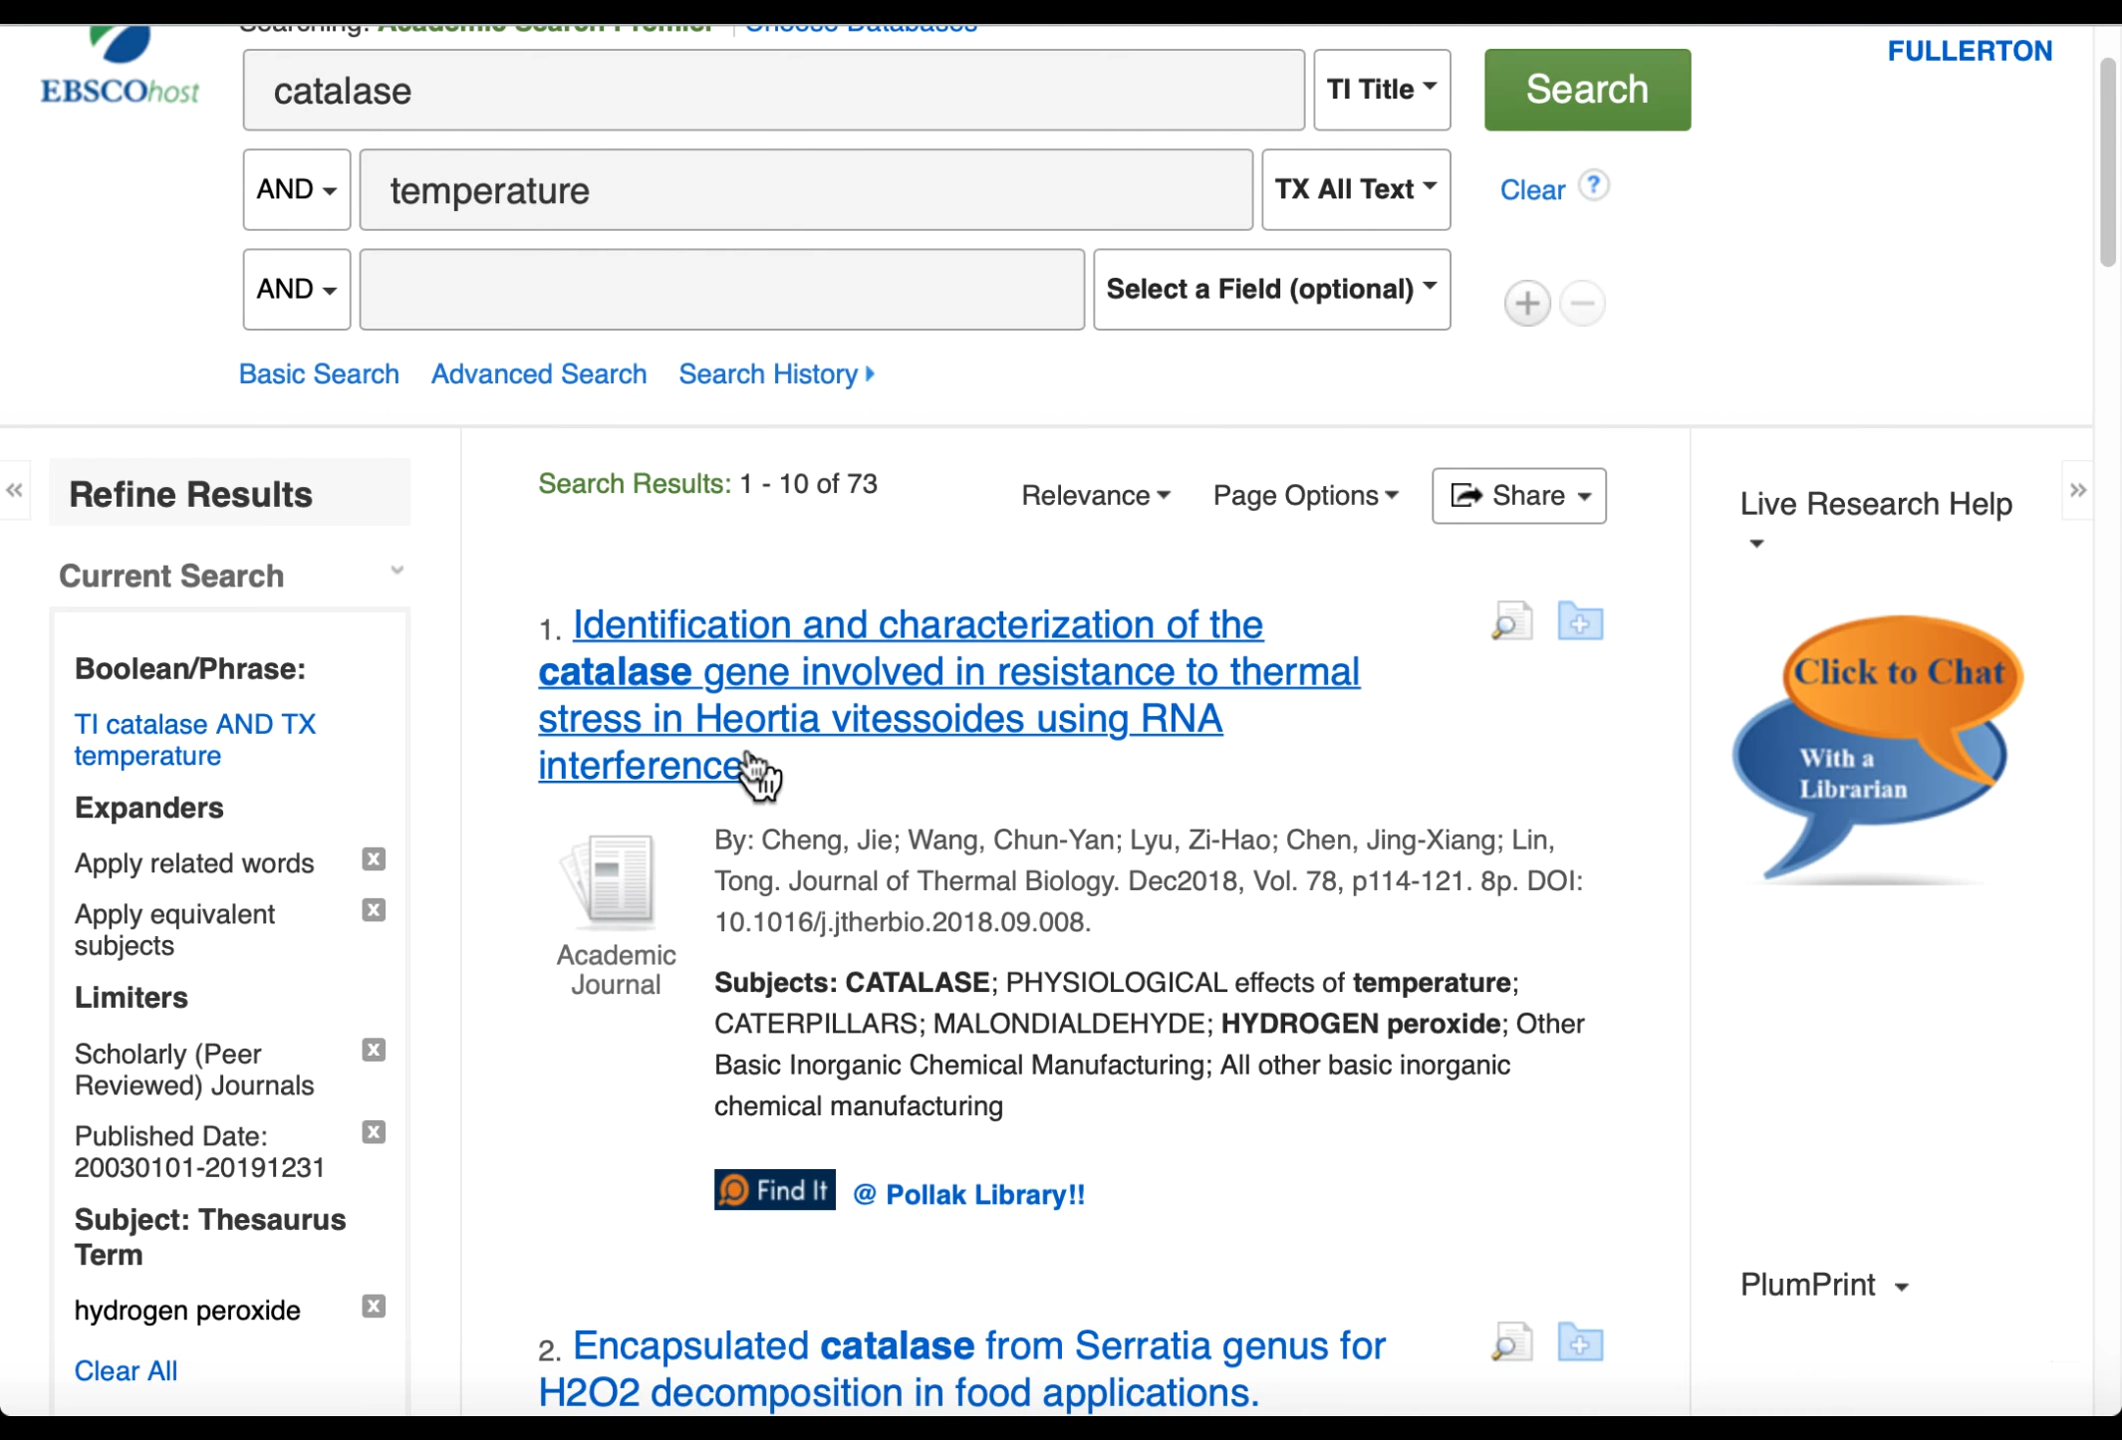 Searching: Academic Search Premier | Choose Databases
FULLERTON
EBSCOhost
catalase
TI Title
Search
AND
temperature
TX All Text
Clear
?
AND
Select a Field (optional)
Basic Search
Advanced Search
Search History
«
Refine Results
Current Search
Boolean/Phrase:
TI catalase AND TX
temperature
Expanders
Apply related words
x
Apply equivalent
subjects
x
Limiters
Scholarly (Peer
Reviewed) Journals
x
Published Date:
20030101-20191231
x
Subject: Thesaurus
Term
hydrogen peroxide
x
Clear All
Search Results: 1 - 10 of 73
Relevance
Page Options
Share
1. Identification and characterization of the
catalase gene involved in resistance to thermal
stress in Heortia vitessoides using RNA
interference
Academic
Journal
By: Cheng, Jie; Wang, Chun-Yan; Lyu, Zi-Hao; Chen, Jing-Xiang; Lin,
Tong. Journal of Thermal Biology. Dec2018, Vol. 78, p114-121. 8p. DOI:
10.1016/j.jtherbio.2018.09.008.
Subjects: CATALASE; PHYSIOLOGICAL effects of temperature;
CATERPILLARS; MALONDIALDEHYDE; HYDROGEN peroxide; Other
Basic Inorganic Chemical Manufacturing; All other basic inorganic
chemical manufacturing
Find It @ Pollak Library!!
2. Encapsulated catalase from Serratia genus for
H2O2 decomposition in food applications.
Live Research Help
»
Click to Chat
With a
Librarian
PlumPrint